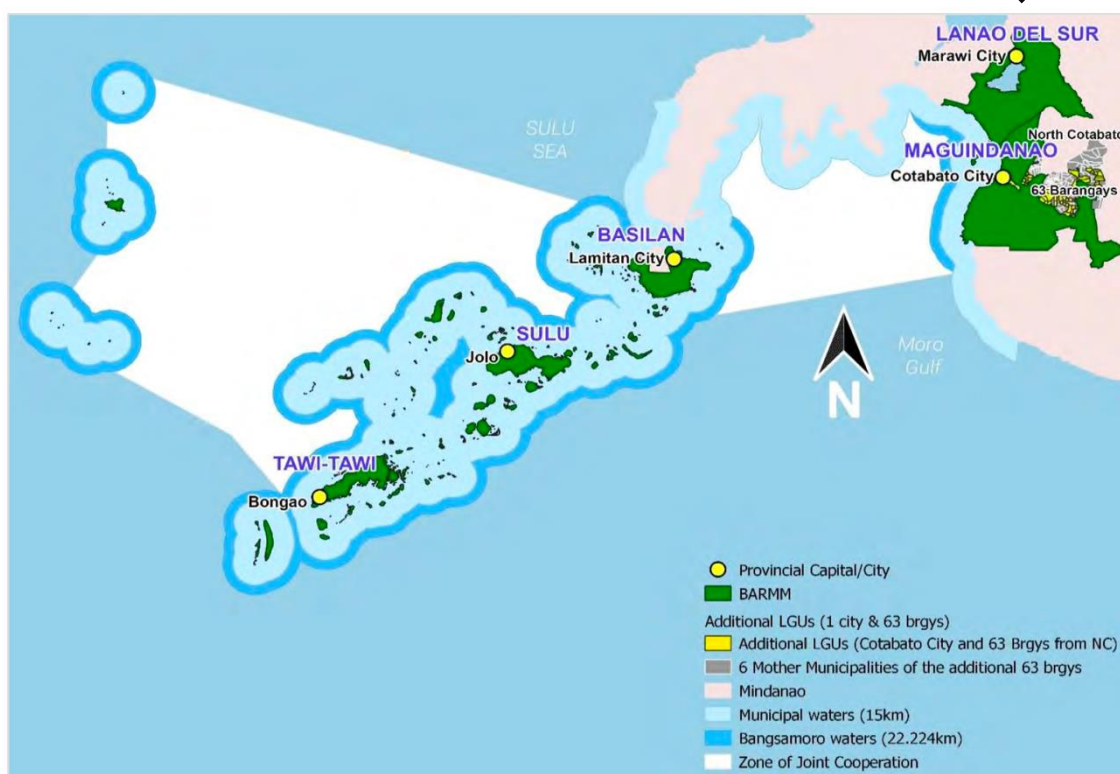 LANAO DEL SUR
Marawi City
SULU
SEA
North Cotabato
MAGUINDANAO
Cotabato City
63 Barangays
BASILAN
Lamitan City
SULU
Jolo
Moro
Gulf
N
TAWI-TAWI
Bongao
Provincial Capital/City
BARMM
Additional LGUs (1 city & 63 brgys)
Additional LGUs (Cotabato City and 63 Brgys from NC)
6 Mother Municipalities of the additional 63 brgys
Mindanao
Municipal waters (15km)
Bangsamoro waters (22.224km)
Zone of Joint Cooperation